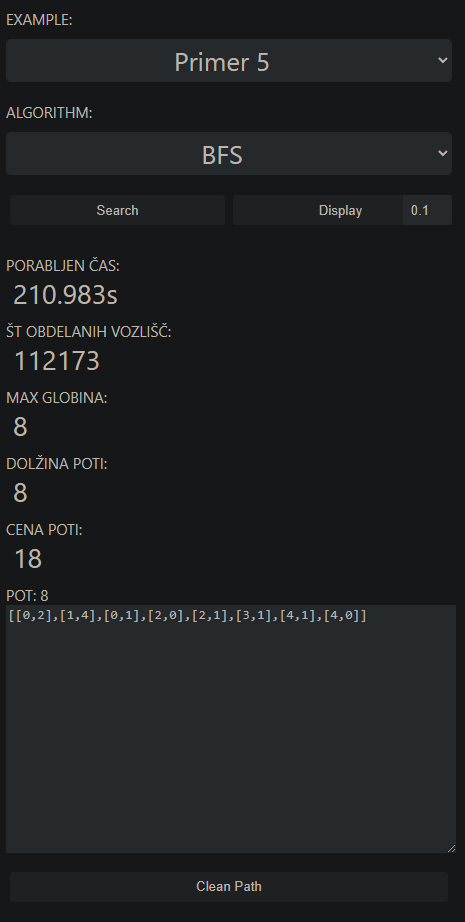 EXAMPLE:
Primer 5
ALGORITHM:
BFS
Search Display 0.1
PORABLJEN ČAS:
210.983s
ŠT OBDELANIH VOZLIŠČ:
112173
MAX GLOBINA:
8
DOLŽINA POTI:
8
CENA POTI:
18
POT: 8
[[0,2],[1,4],[0,1],[2,0],[2,1],[3,1],[4,1],[4,0]]
Clean Path